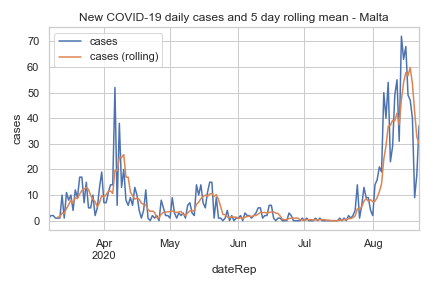 New COVID-19 daily cases and 5 day rolling mean - Malta
cases
cases (rolling)
70
60
50
40
30
20
10
0
cases
Apr
2020
May
Jun
Jul
Aug
dateRep